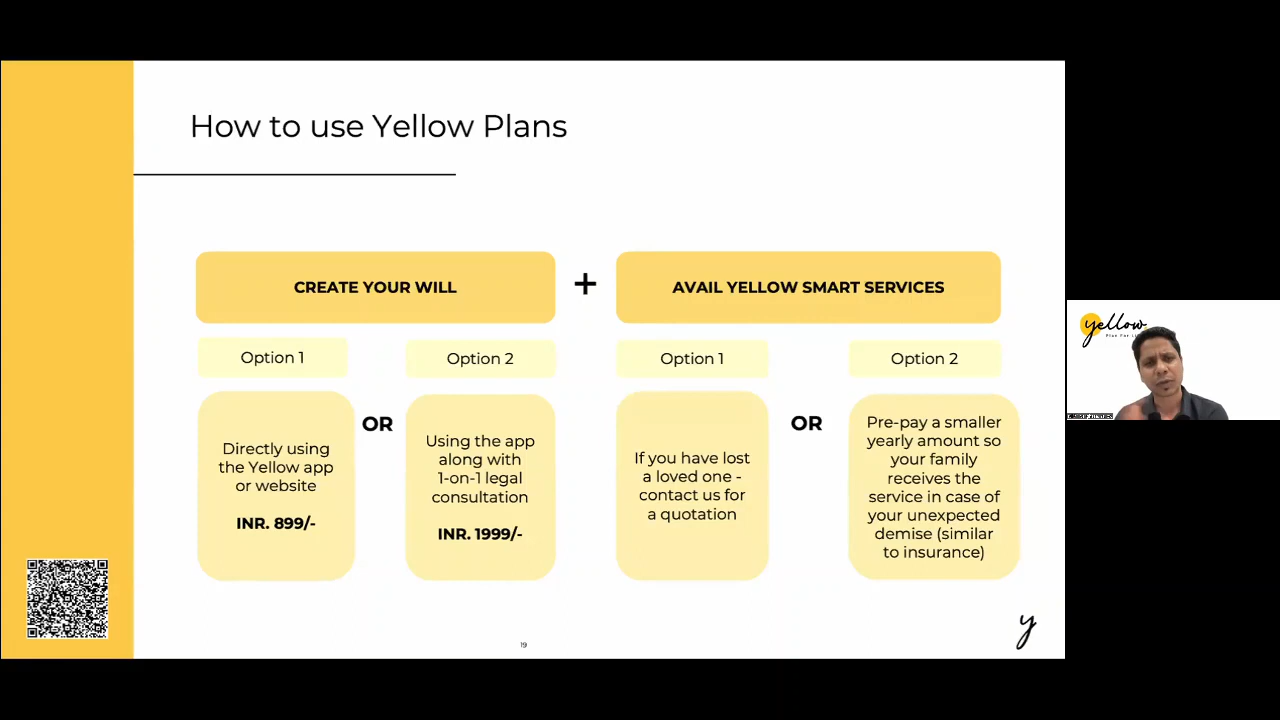 How to use Yellow Plans
CREATE YOUR WILL
+
AVAIL YELLOW SMART SERVICES
Option 1
Option 2
Option 1
Option 2
Directly using
the Yellow app
or website
INR. 899/-
OR
Using the app
along with
1-on-1 legal
consultation
INR. 1999/-
If you have lost
a loved one -
contact us for
a quotation
OR
Pre-pay a smaller
yearly amount so
your family
receives the
service in case of
your unexpected
demise (similar
to insurance)
19
y
yellow
Plan For Li